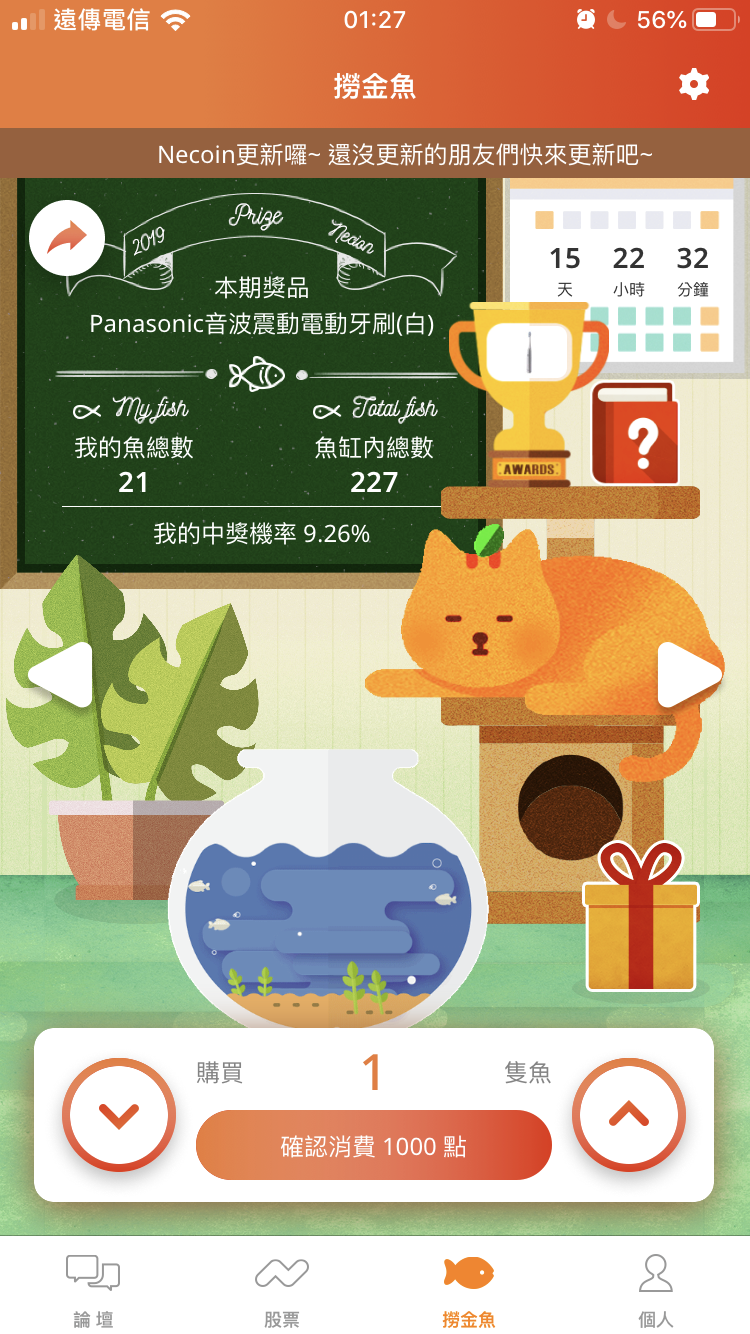 遠傳電信
01:27
56%
撈金魚
Necoin更新囉~ 還沒更新的朋友們快來更新吧~
2019 Prize Necion
本期獎品
Panasonic音波震動電動牙刷(白)
15 22 32
天 小時 分鐘
My fish Total fish
我的魚總數 魚缸內總數
21 227
我的中獎機率 9.26%
AWARDS
?
購買 1 隻魚
確認消費 1000 點
論壇 股票 撈金魚 個人